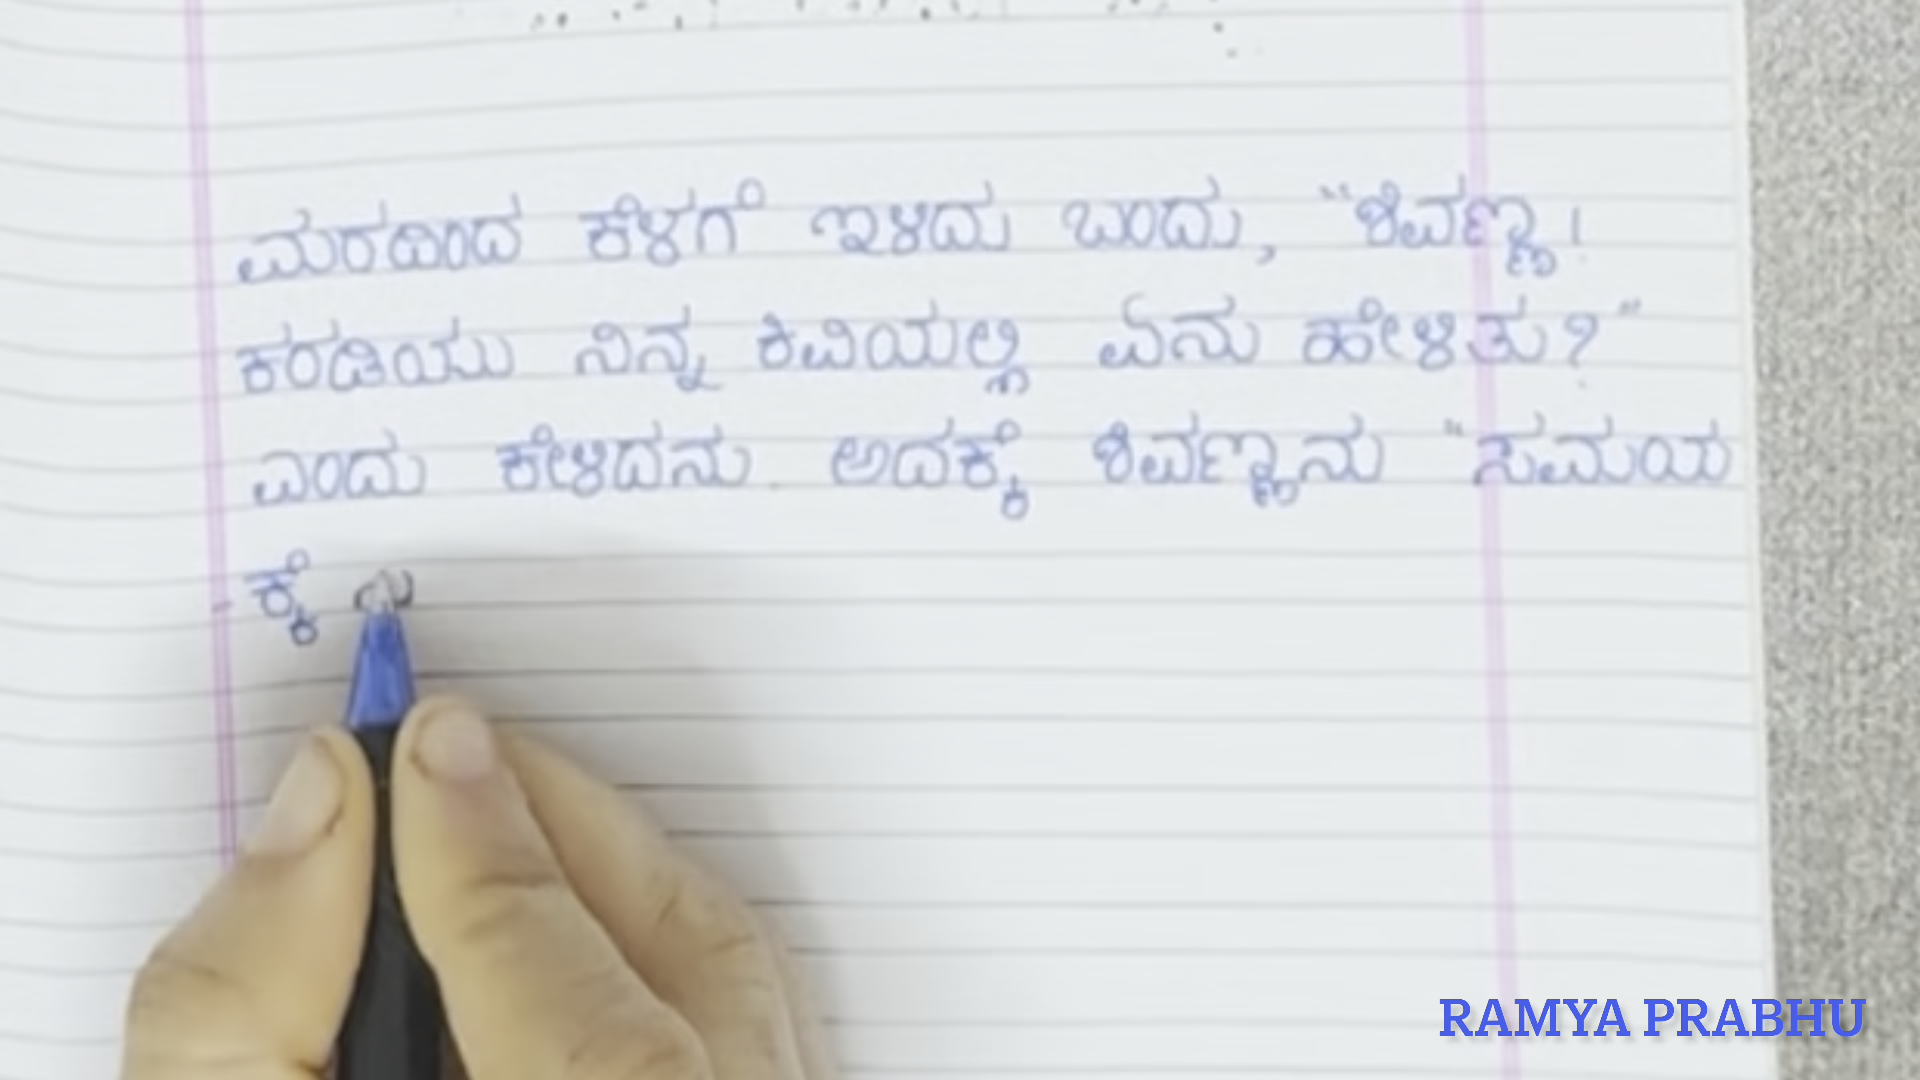 ಮರದಿಂದ ಕೆಳಗೆ ಇಳಿದು ಬಂದು, "ಶಿವಣ್ಣ!
ಕರಡಿಯು ನಿನ್ನ ಕಿವಿಯಲ್ಲಿ ಏನು ಹೇಳಿತು?"
ಎಂದು ಕೇಳಿದನು. ಅದಕ್ಕೆ ಶಿವಣ್ಣನು "ಸಮಯ
ಕ್ಕೆ
RAMYA PRABHU